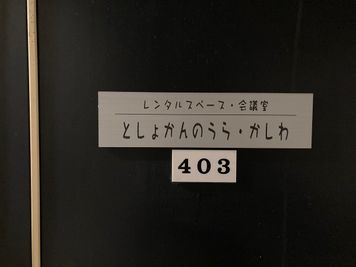 レンタルスペース・会議室
としょかんのうら・かしわ
403